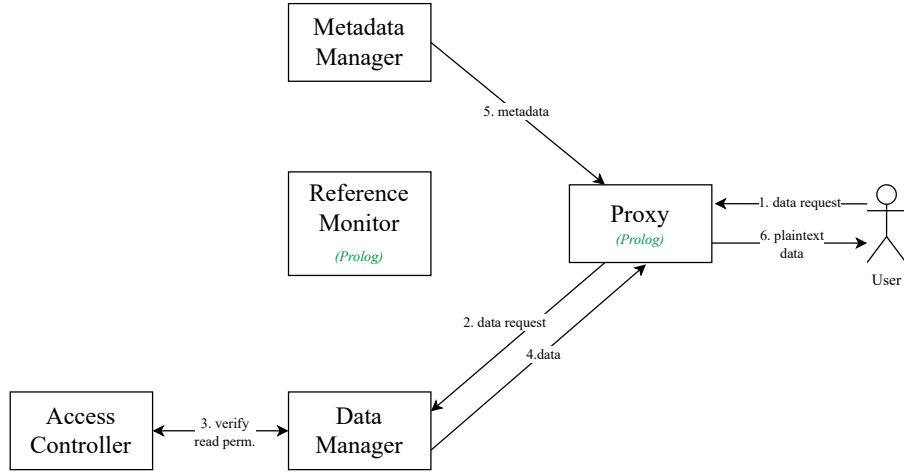 Metadata
Manager
5. metadata
Reference
Monitor
(Prolog)
Proxy
(Prolog)
1. data request
6. plaintext
data
User
2. data request
4.data
Access
Controller
3. verify
read perm.
Data
Manager